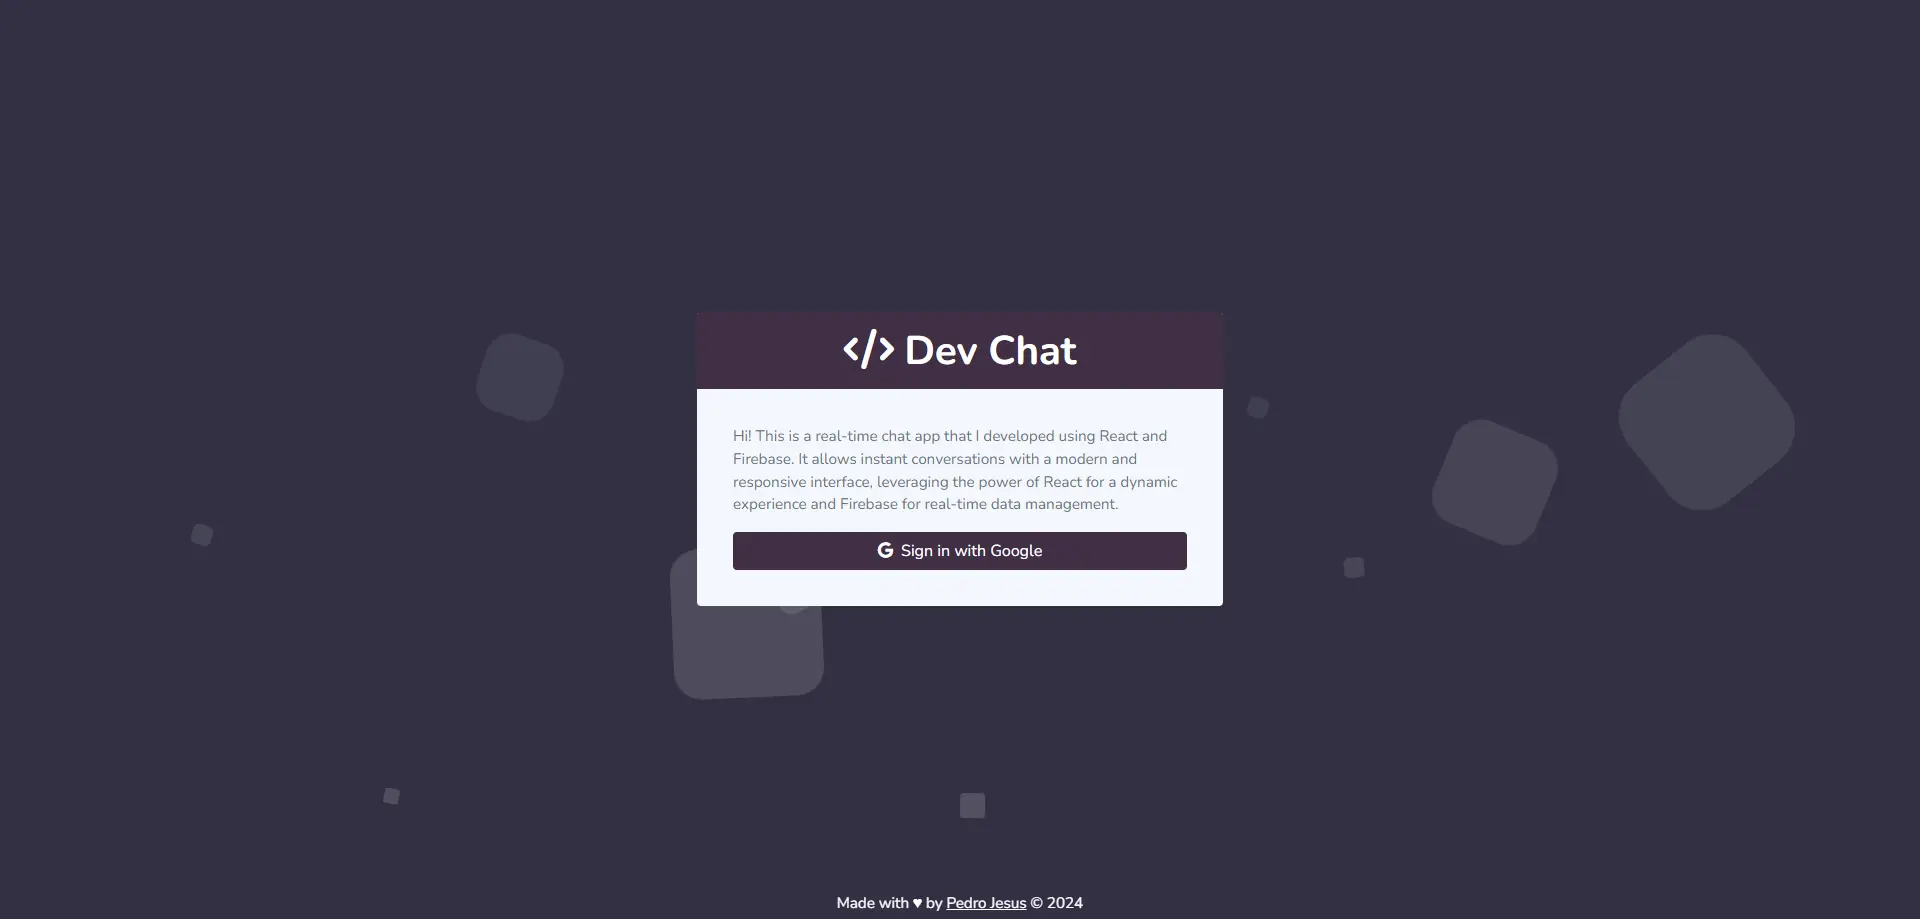 </> Dev Chat
Hi! This is a real-time chat app that I developed using React and
Firebase. It allows instant conversations with a modern and
responsive interface, leveraging the power of React for a dynamic
experience and Firebase for real-time data management.
Sign in with Google
Made with ♥ by Pedro Jesus © 2024